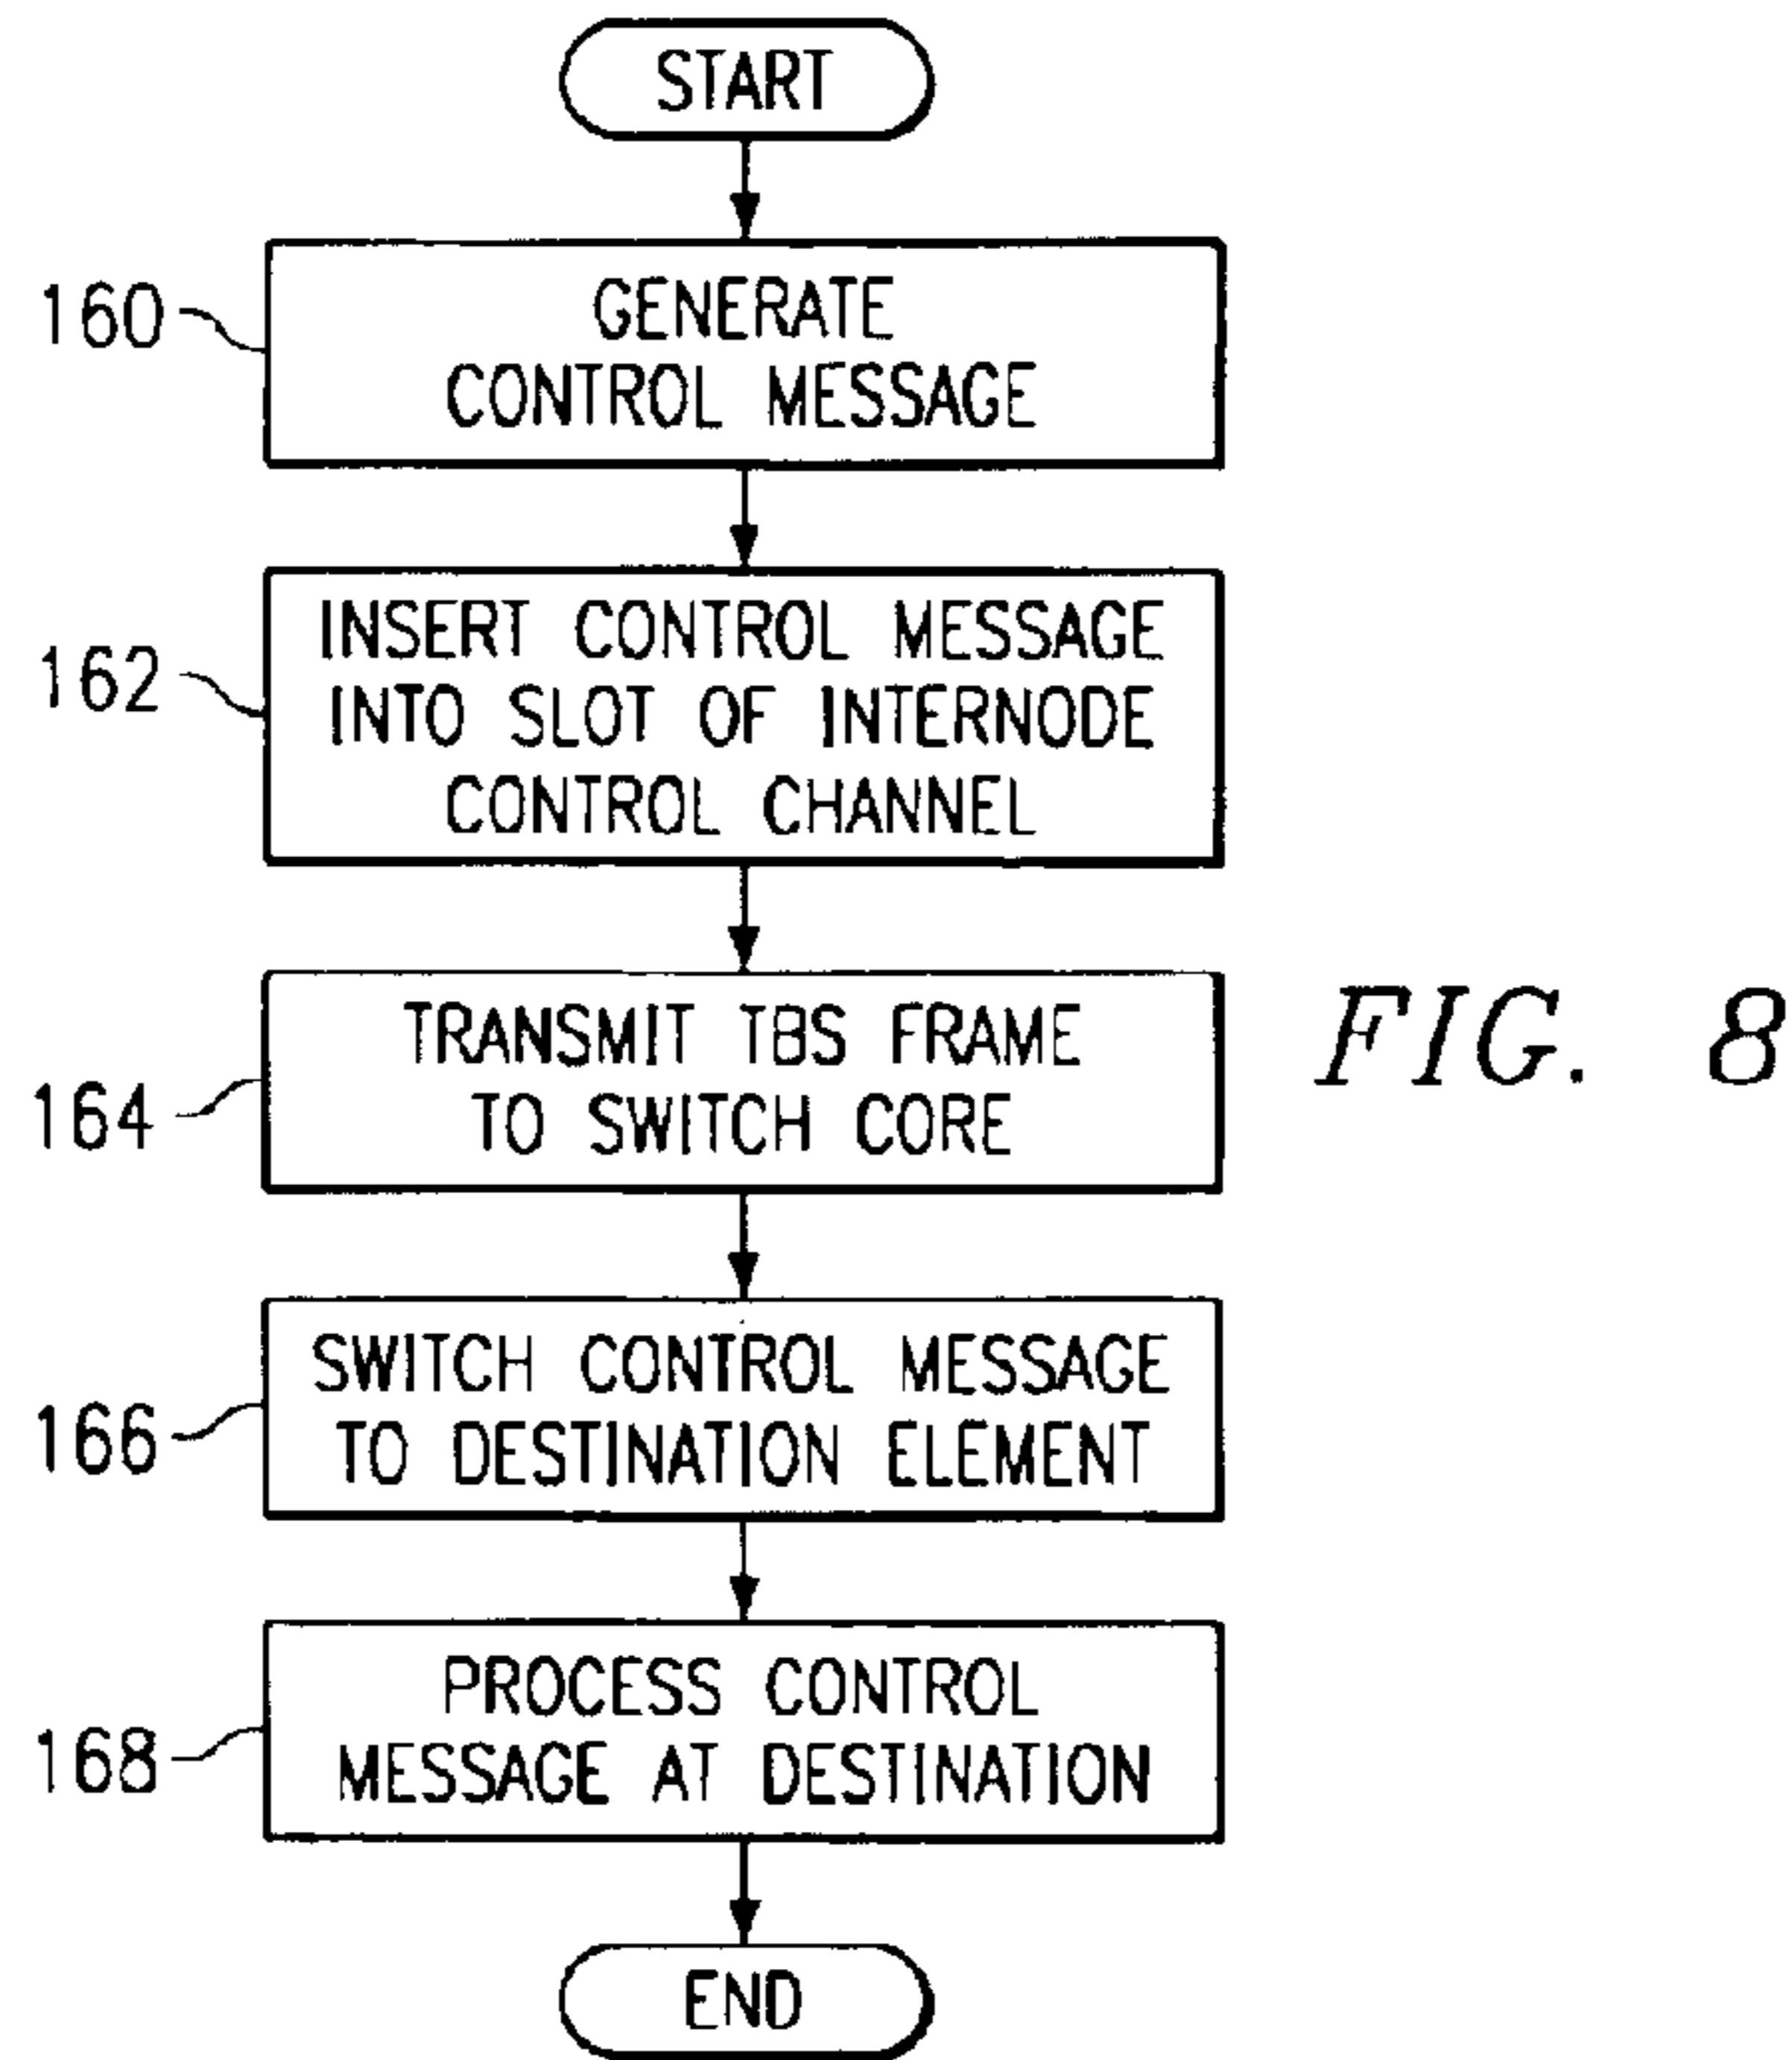 START
160
GENERATE
CONTROL MESSAGE
162
INSERT CONTROL MESSAGE
INTO SLOT OF INTERNODE
CONTROL CHANNEL
164
TRANSMIT TBS FRAME
TO SWITCH CORE
FIG. 8
166
SWITCH CONTROL MESSAGE
TO DESTINATION ELEMENT
168
PROCESS CONTROL
MESSAGE AT DESTINATION
END